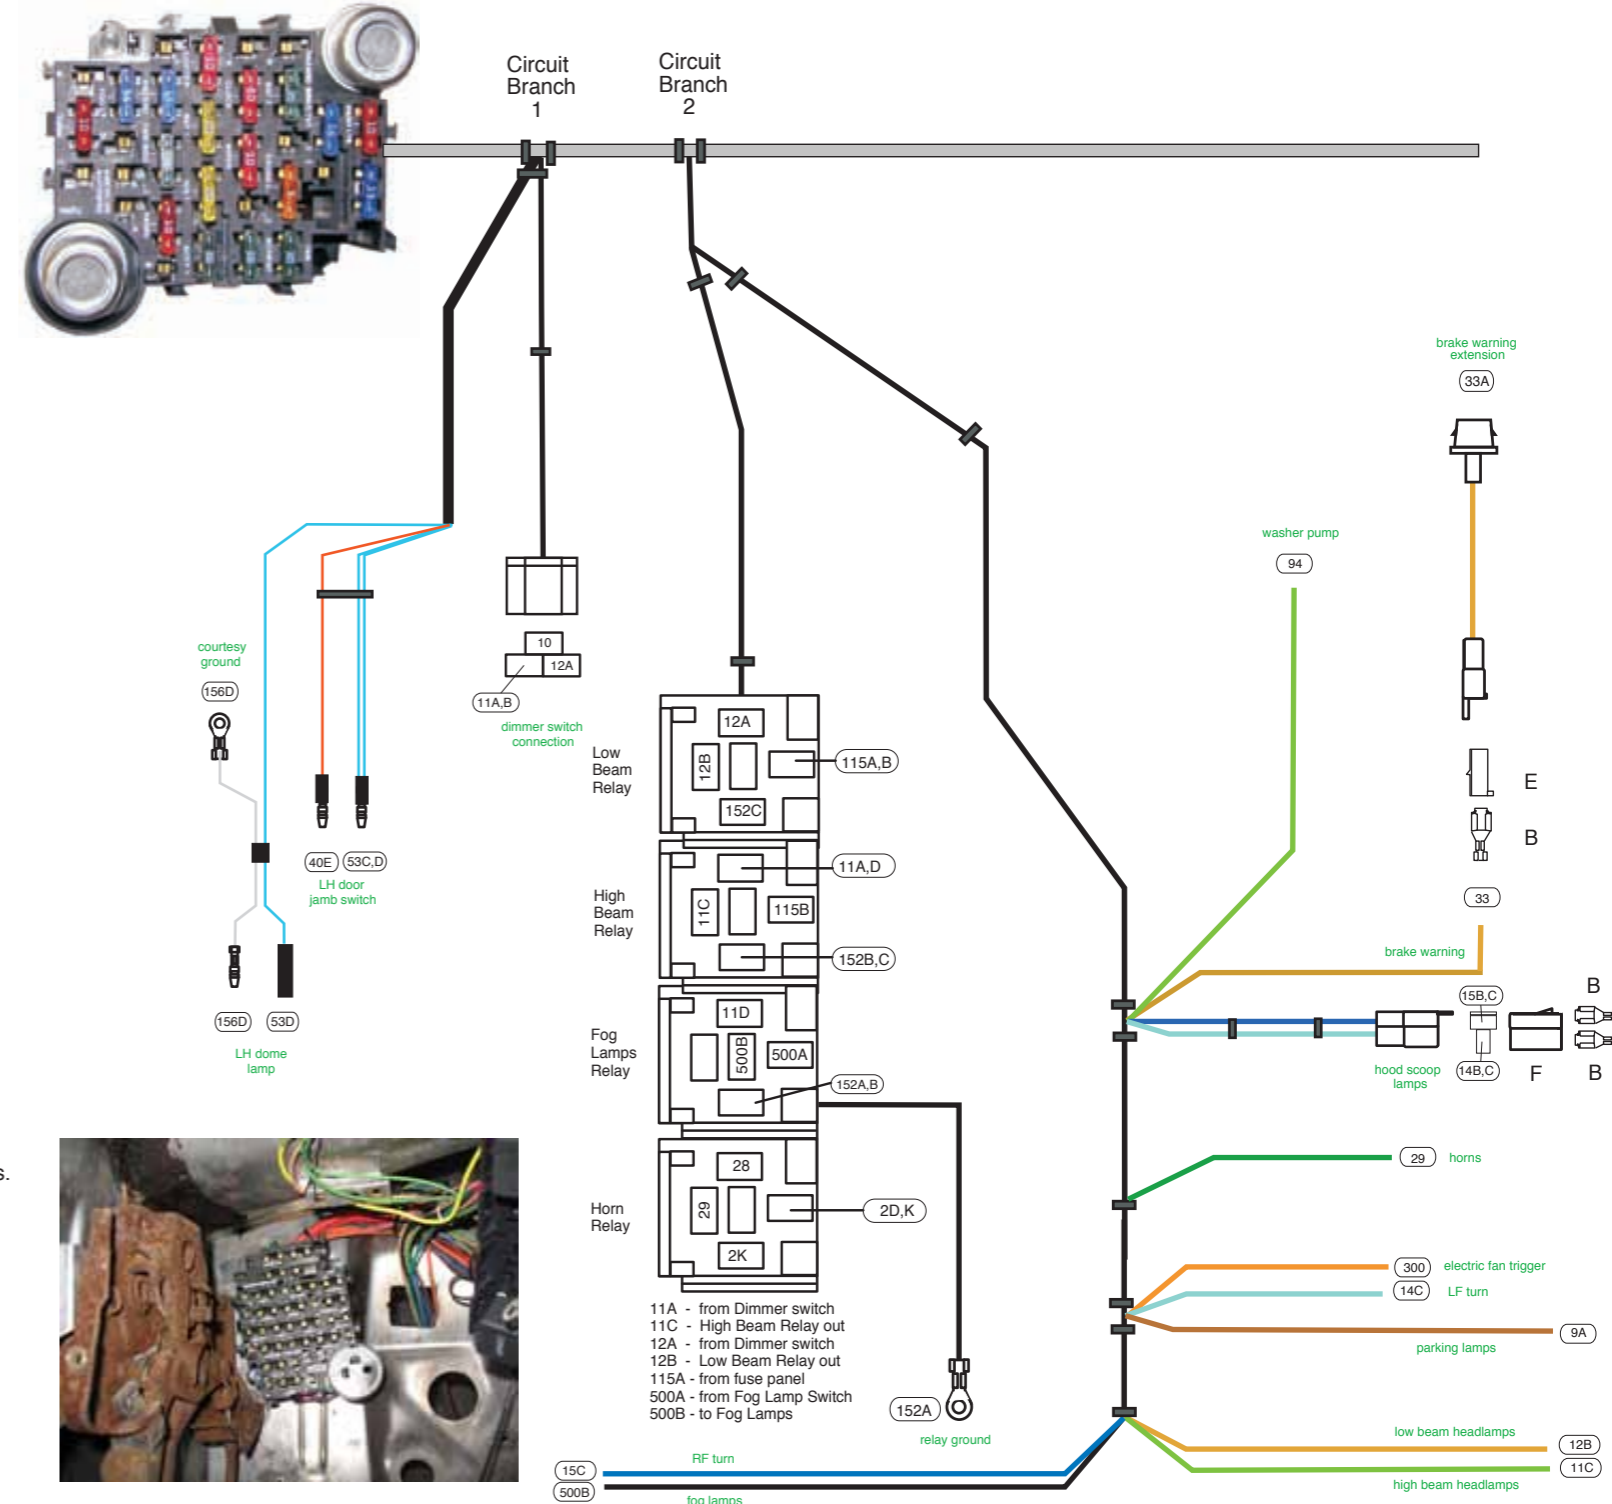 Circuit
Branch
1
Circuit
Branch
2
brake warning
extension
33A
washer pump
94
courtesy
ground
156D
10
12A
11A,B
dimmer switch
connection
Low
Beam
Relay
12A
12B
115A,B
152C
E
B
40E
53C,D
LH door
jamb switch
High
Beam
Relay
11A,D
11C
115B
152B,C
33
brake warning
156D
53D
LH dome
lamp
Fog
Lamps
Relay
11D
500B
500A
152A,B
15B,C
B
hood scoop
lamps
14B,C
F
B
s.
Horn
Relay
28
29
2D,K
2K
29
horns
300
electric fan trigger
14C
LF turn
9A
parking lamps
11A - from Dimmer switch
11C - High Beam Relay out
12A - from Dimmer switch
12B - Low Beam Relay out
115A - from fuse panel
500A - from Fog Lamp Switch
500B - to Fog Lamps
152A
relay ground
low beam headlamps
12B
11C
high beam headlamps
RF turn
15C
500B
fog lamps